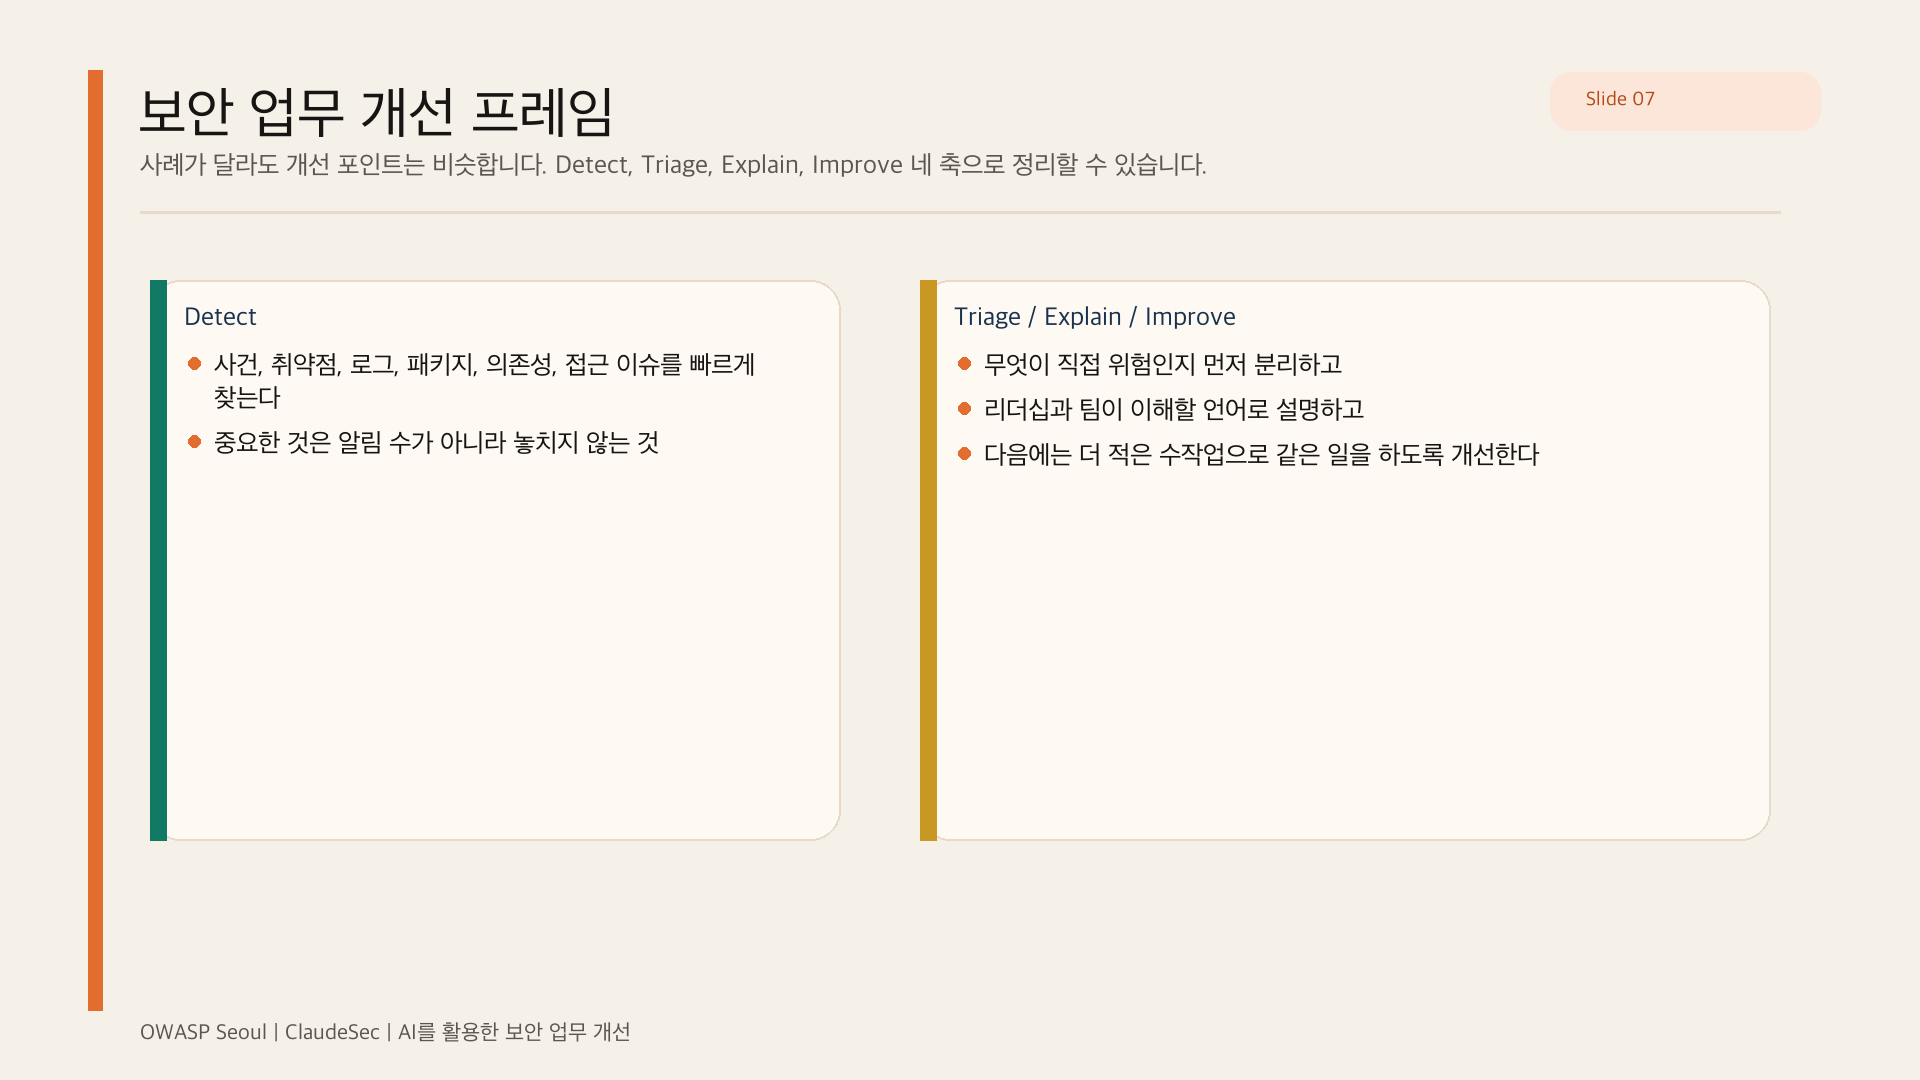 보안 업무 개선 프레임
Slide 07
사례가 달라도 개선 포인트는 비슷합니다. Detect, Triage, Explain, Improve 네 축으로 정리할 수 있습니다.
Detect
사건, 취약점, 로그, 패키지, 의존성, 접근 이슈를 빠르게
찾는다
중요한 것은 알림 수가 아니라 놓치지 않는 것
Triage / Explain / Improve
무엇이 직접 위험인지 먼저 분리하고
리더십과 팀이 이해할 언어로 설명하고
다음에는 더 적은 수작업으로 같은 일을 하도록 개선한다
OWASP Seoul | ClaudeSec | AI를 활용한 보안 업무 개선